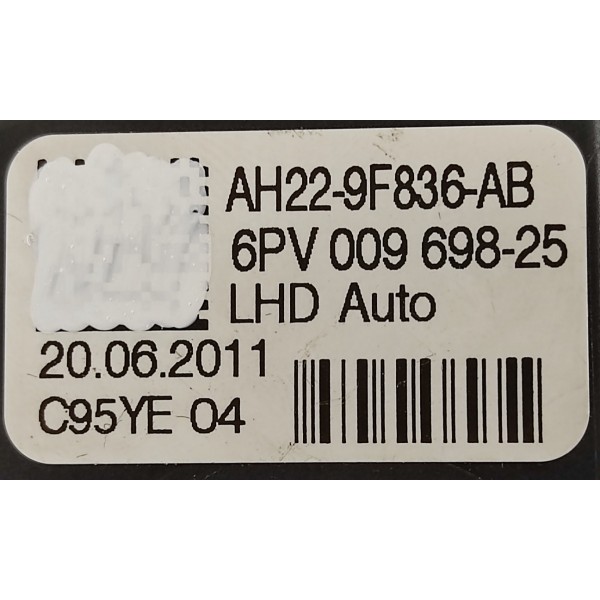 AH22-9F836-AB
6PV 009 698-25
LHD Auto
20.06.2011
C95YE 04